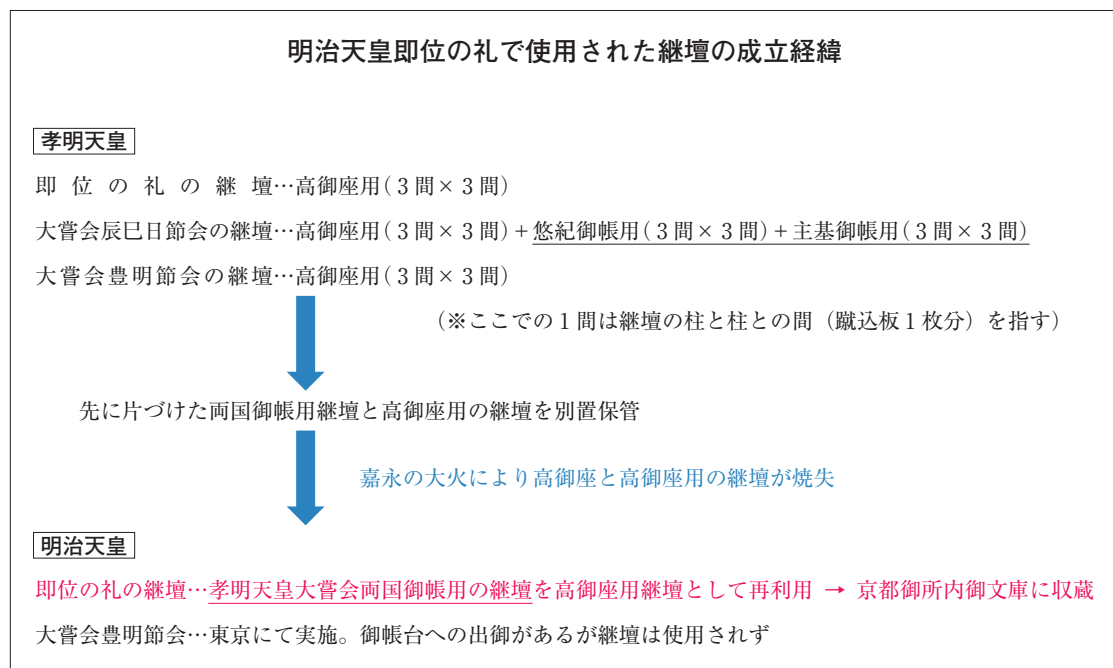 明治天皇即位の礼で使用された継壇の成立経緯
孝明天皇
即位の礼の継壇…高御座用(３間×３間)
大嘗会辰巳日節会の継壇…高御座用(３間×３間)+悠紀御帳用(３間×３間)+主基御帳用(３間×３間)
大嘗会豊明節会の継壇…高御座用(３間×３間)
(※ここでの１間は継壇の柱と柱との間（蹴込板１枚分）を指す)
先に片づけた両国御帳用継壇と高御座用の継壇を別置保管
嘉永の大火により高御座と高御座用の継壇が焼失
明治天皇
即位の礼の継壇…孝明天皇大嘗会両国御帳用の継壇を高御座用継壇として再利用 → 京都御所内御文庫に収蔵
大嘗会豊明節会…東京にて実施。御帳台への出御があるが継壇は使用されず